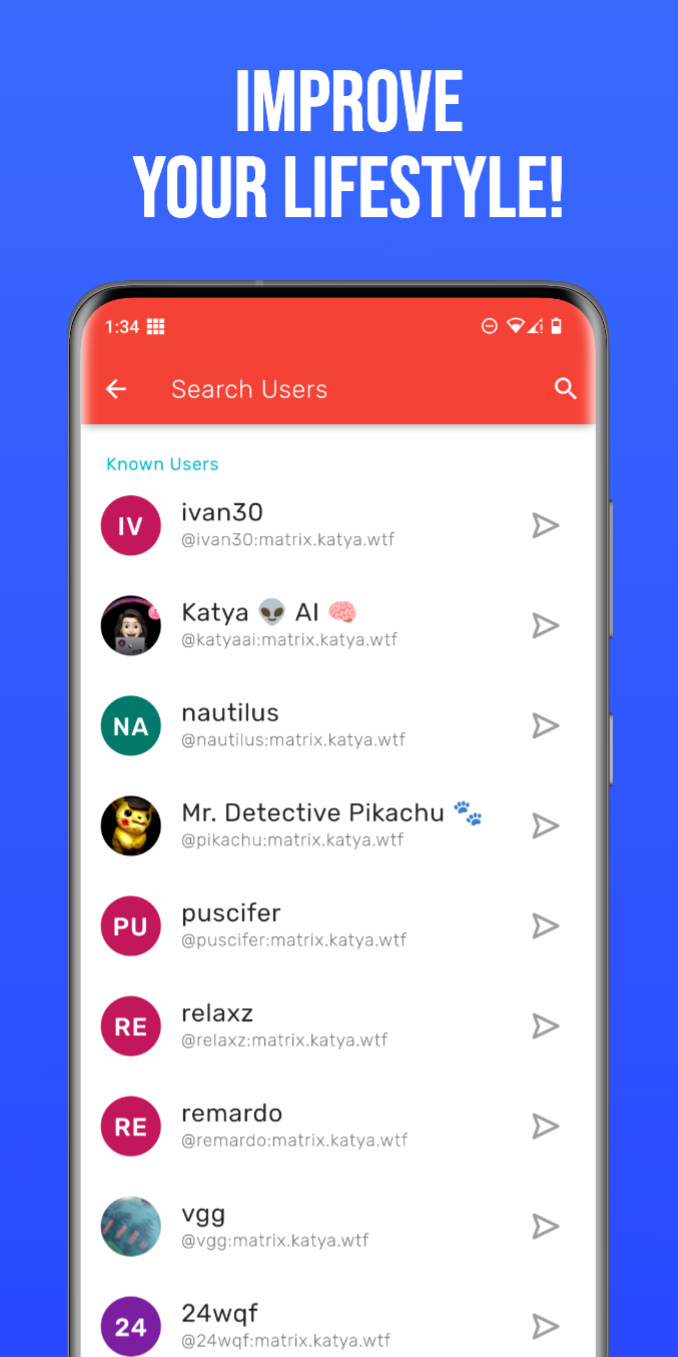 IMPROVE
YOUR LIFESTYLE!
1:34
Search Users
Known Users
IV
ivan30
@ivan30:matrix.katya.wtf
Katya 👽 AI 🧠
@katyaai:matrix.katya.wtf
NA
nautilus
@nautilus:matrix.katya.wtf
Mr. Detective Pikachu 🐾
@pikachu:matrix.katya.wtf
PU
puscifer
@puscifer:matrix.katya.wtf
RE
relaxz
@relaxz:matrix.katya.wtf
RE
remardo
@remardo:matrix.katya.wtf
vgg
@vgg:matrix.katya.wtf
24
24wqf
@24wqf:matrix.katya.wtf